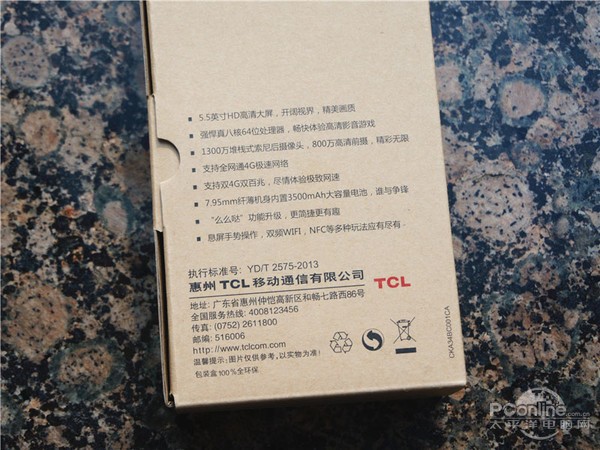 ▪ 5.5英寸HD高清大屏，开阔视界，精美画质
▪ 强悍真八核64位处理器，畅快体验高清影音游戏
▪ 1300万堆栈式索尼后摄像头，800万高清前摄，精彩无限
▪ 支持全网通4G极速网络
▪ 支持双4G双百兆，尽情体验极致网速
▪ 7.95mm纤薄机身内置3500mAh大容量电池，谁与争锋
▪ “么么哒”功能升级，更简捷更有趣
▪ 息屏手势操作，双频WIFI，NFC等多种玩法应有尽有
执行标准号: YD/T 2575-2013
惠州 TCL 移动通信有限公司
地址: 广东省惠州仲恺高新区和畅七路西86号
全国服务热线: 4008123456
传真: (0752) 2611800
邮编: 516006
http://www.tclcom.com
温馨提示: 图片仅供参考,以实物为准!
包装盒100%全环保
TCL
CKA34BC001CA
PConline.com.cn
太平洋电脑网